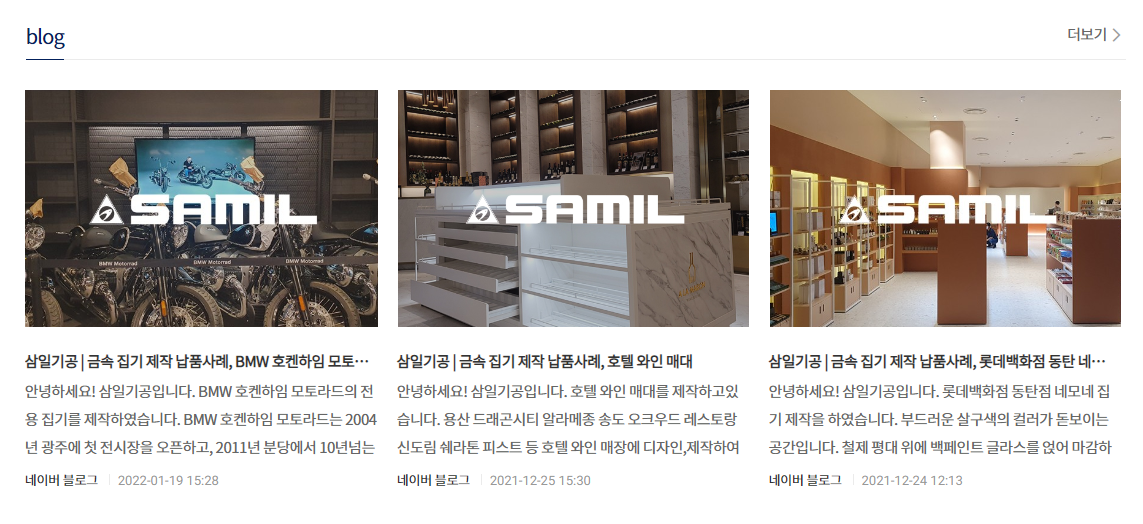 blog
더보기
SAMIL
BMW Motorrad
BMW Motorrad
BMW Motorrad
삼일기공 | 금속 집기 제작 납품사례, BMW 호켄하임 모토…
안녕하세요! 삼일기공입니다. BMW 호켄하임 모토라드의 전
용 집기를 제작하였습니다. BMW 호켄하임 모토라드는 2004
년 광주에 첫 전시장을 오픈하고, 2011년 분당에서 10년넘는
네이버 블로그 2022-01-19 15:28
SAMIL
삼일기공 | 금속 집기 제작 납품사례, 호텔 와인 매대
안녕하세요! 삼일기공입니다. 호텔 와인 매대를 제작하고있
습니다. 용산 드래곤시티 알라메종 송도 오크우드 레스토랑
신도림 쉐라톤 피스트 등 호텔 와인 매장에 디자인,제작하여
네이버 블로그 2021-12-25 15:30
SAMIL
삼일기공 | 금속 집기 제작 납품사례, 롯데백화점 동탄 네…
안녕하세요! 삼일기공입니다. 롯데백화점 동탄점 네모네 집
기 제작을 하였습니다. 부드러운 살구색의 컬러가 돋보이는
공간입니다. 철제 평대 위에 백페인트 글라스를 얹어 마감하
네이버 블로그 2021-12-24 12:13